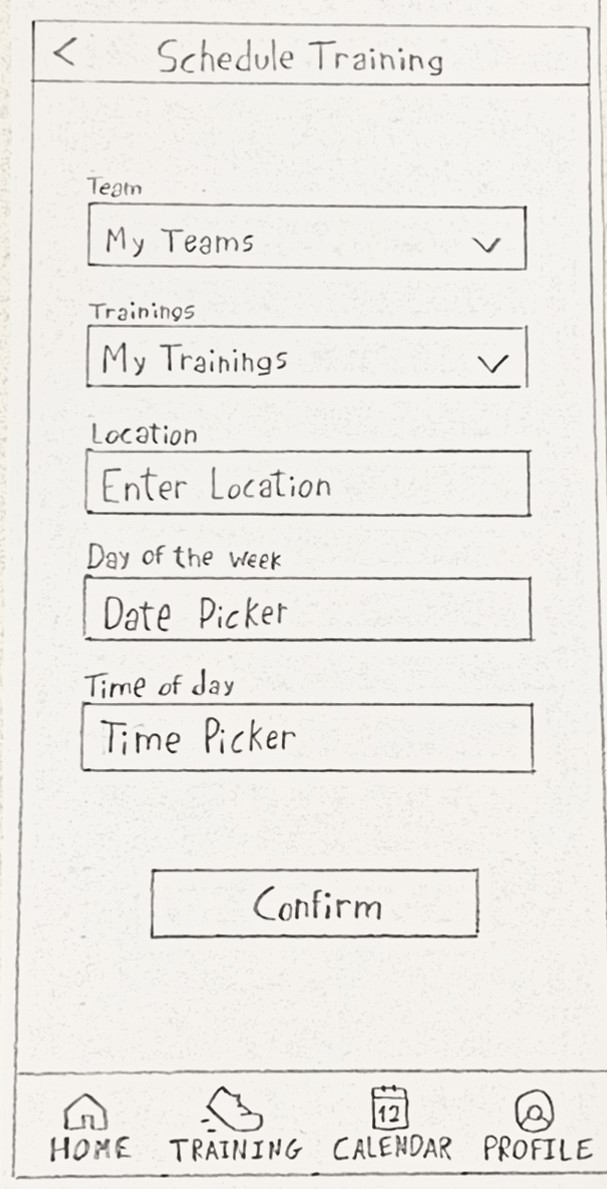 < Schedule Training
Team
My Teams
Trainings
My Trainings
Location
Enter Location
Day of the week
Date Picker
Time of day
Time Picker
Confirm
12
HOME TRAINING CALENDAR PROFILE